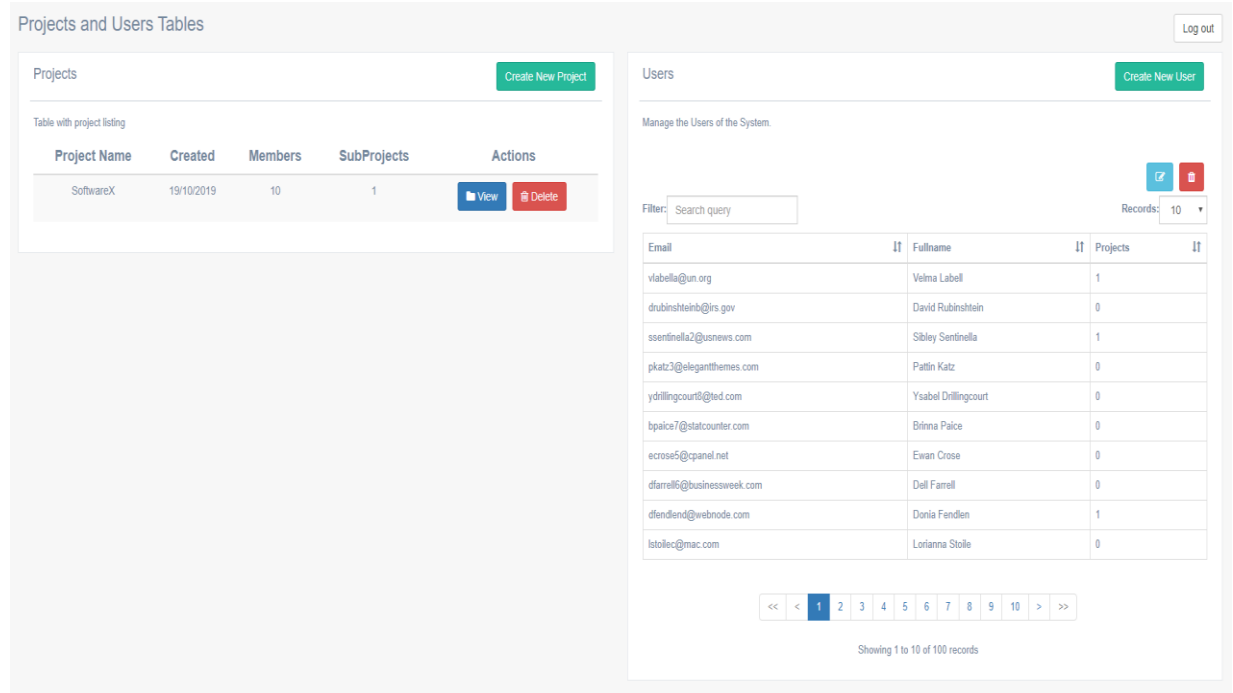 Projects and Users Tables
Log out
Projects
Create New Project
Table with project listing
Project Name Created Members SubProjects Actions
SoftwareX 19/10/2019 10 1 View Delete
Users
Create New User
Manage the Users of the System.
Filter: Search query Records: 10
Email Fullname Projects
vlabella@un.org Velma Labell 1
drubinshteinb@irs.gov David Rubinshtein 0
ssentinella2@usnews.com Sibley Sentinella 1
pkatz3@elegantthemes.com Pattin Katz 0
ydrillingcourt8@ted.com Ysabel Drillingcourt 0
bpaice7@statcounter.com Brinna Paice 0
ecrose5@cpanel.net Ewan Crose 0
dfarrell6@businessweek.com Dell Farrell 0
dfendlend@webnode.com Donia Fendlen 1
lstoilec@mac.com Lorianna Stoile 0
<< < 1 2 3 4 5 6 7 8 9 10 > >>
Showing 1 to 10 of 100 records